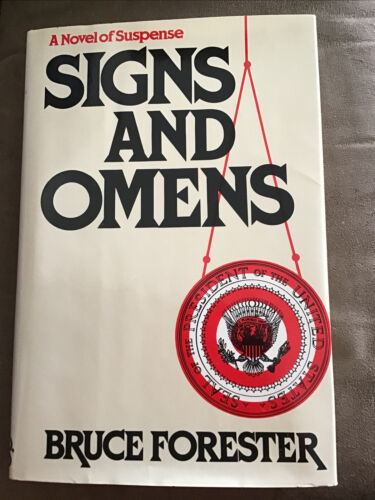 A Novel of Suspense
SIGNS
AND
OMENS
SEAL OF THE PRESIDENT OF THE UNITED STATES
BRUCE FORESTER